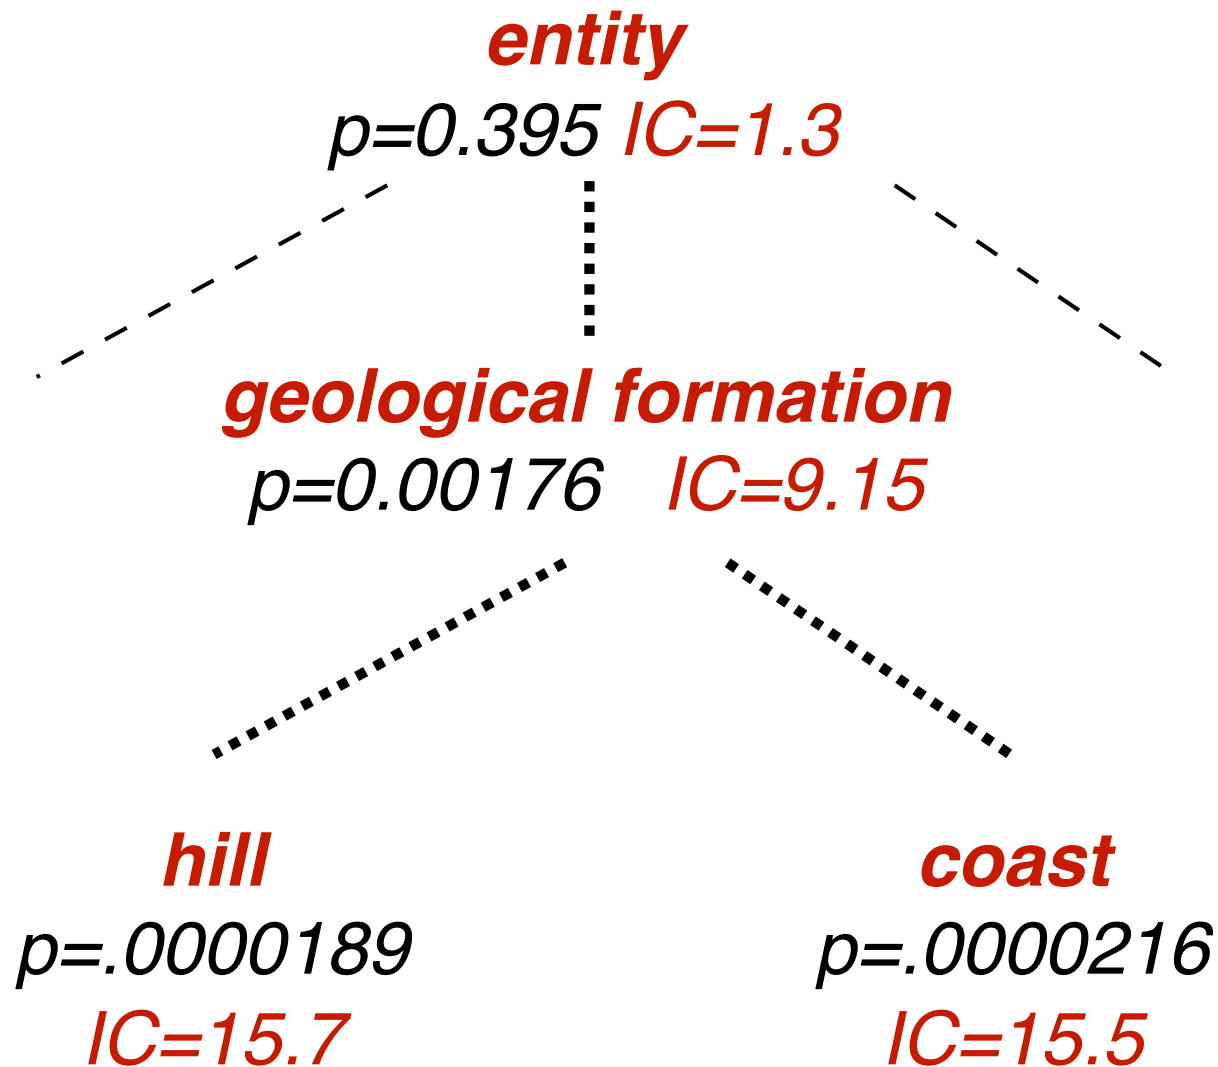 entity
p=0.395 IC=1.3
geological formation
p=0.00176 IC=9.15
hill
coast
p=.0000189
p=.0000216
IC=15.7
IC=15.5